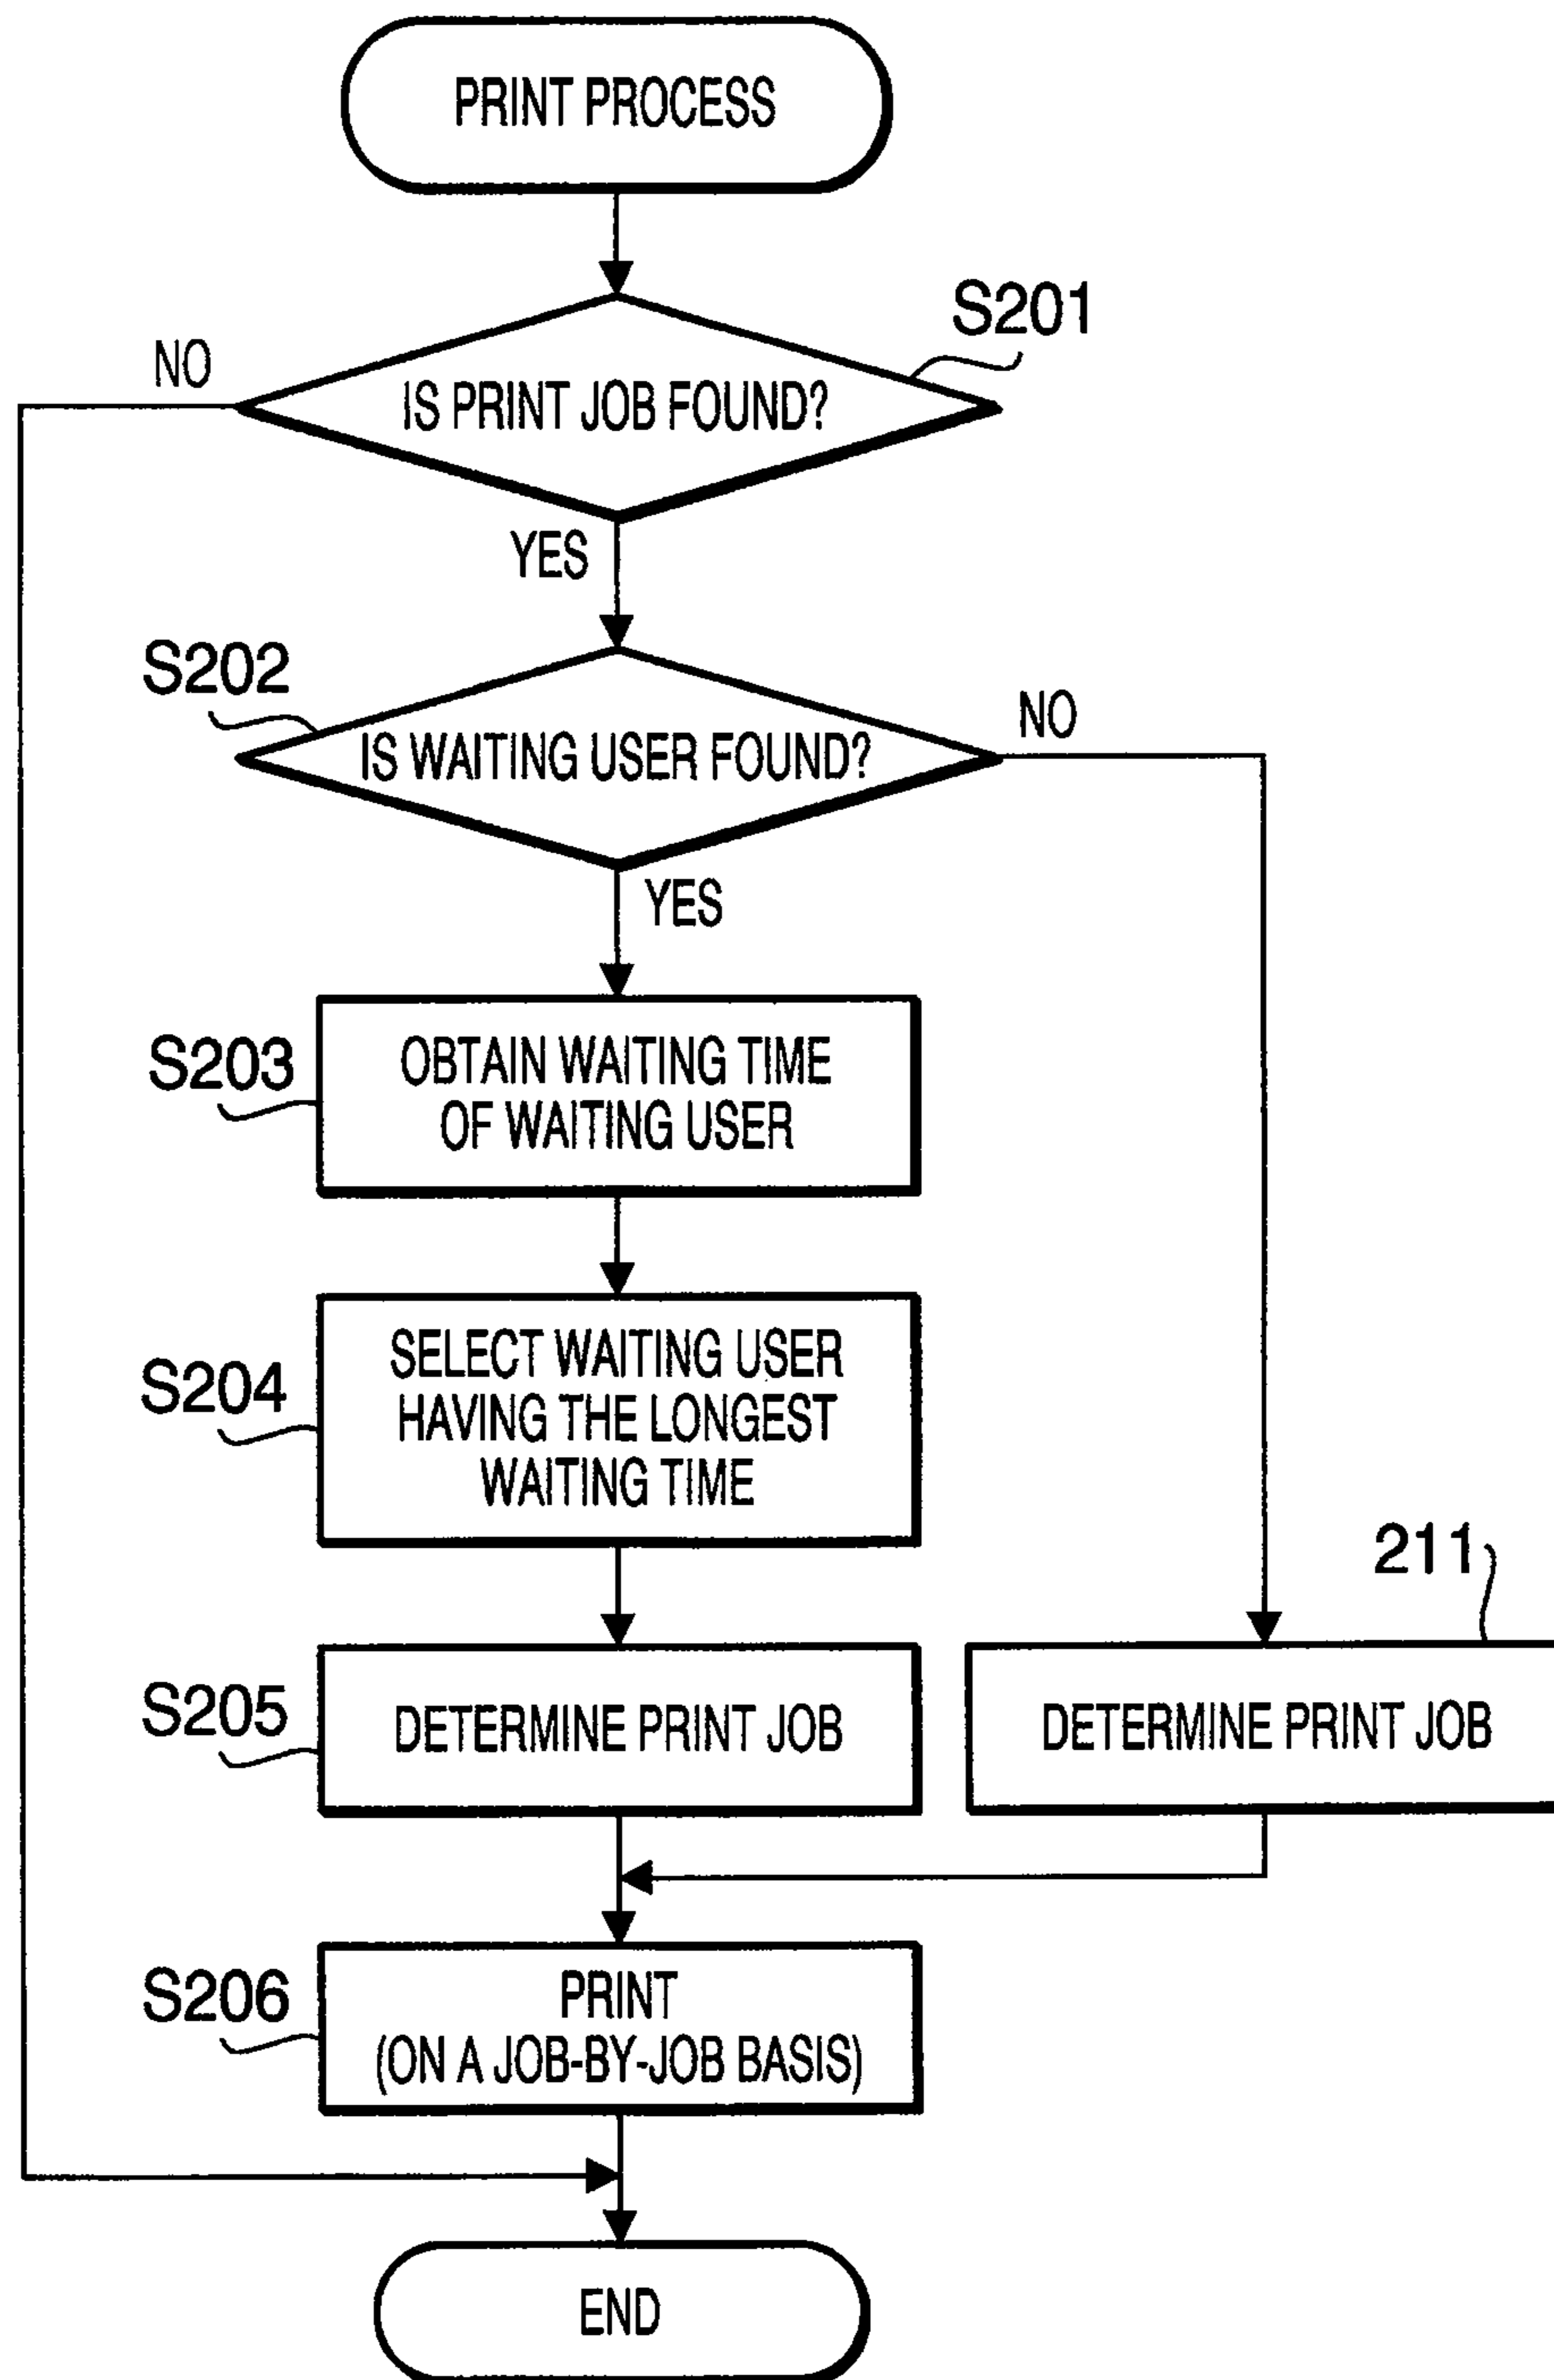 PRINT PROCESS
S201
NO
IS PRINT JOB FOUND?
YES
S202
NO
IS WAITING USER FOUND?
YES
S203
OBTAIN WAITING TIME
OF WAITING USER
S204
SELECT WAITING USER
HAVING THE LONGEST
WAITING TIME
211
S205
DETERMINE PRINT JOB
DETERMINE PRINT JOB
S206
PRINT
(ON A JOB-BY-JOB BASIS)
END